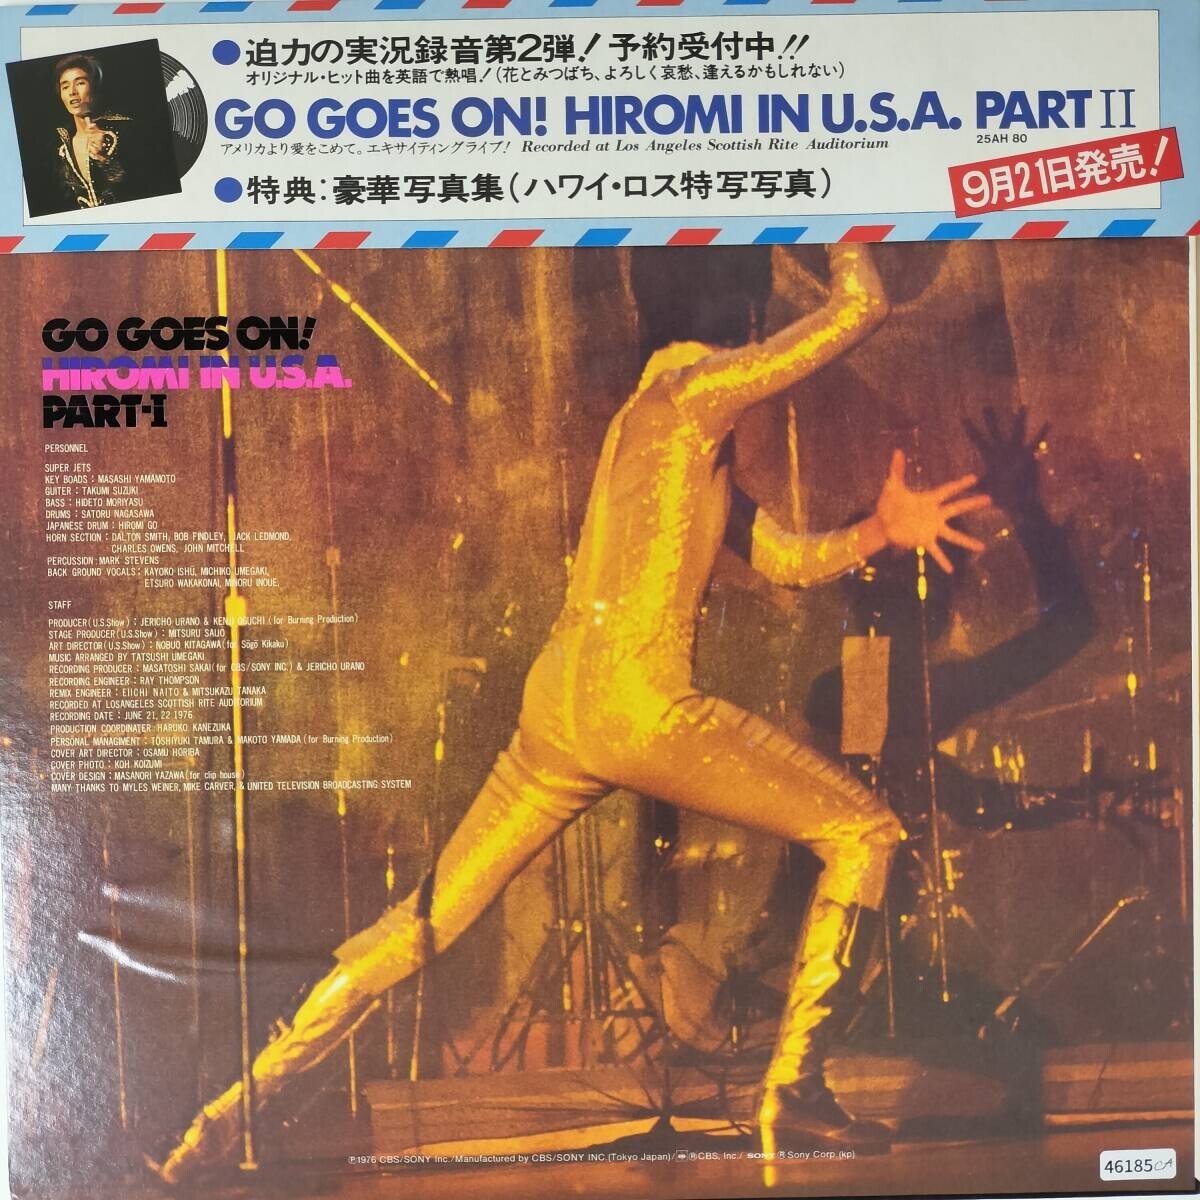 ●迫力の実況録音第2弾！予約受付中!!
オリジナル・ヒット曲を英語で熱唱！(花とみつばち、よろしく哀愁、逢えるかもしれない)
GO GOES ON! HIROMI IN U.S.A. PART II
アメリカより愛をこめて。エキサイティングライブ! Recorded at Los Angeles Scottish Rite Auditorium
25AH 80
●特典：豪華写真集(ハワイ・ロス特写写真)
9月21日発売！
GO GOES ON!
HIROMI IN U.S.A.
PART-I
PERSONNEL
SUPER JETS
KEY BOADS : MASASHI YAMAMOTO
GUITER : TAKUMI SUZUKI
BASS : HIDETO MORIYASU
DRUMS : SATORU NAGASAWA
JAPANESE DRUM : HIROMI GO
HORN SECTION : DALTON SMITH, BOB FINDLEY, JACK LEDMOND,
CHARLES OWENS, JOHN MITCHELL
PERCUSSION : MARK STEVENS
BACK GROUND VOCALS : KAYOKO ISHU, MICHIKO UMEGAKI,
ETSURO WAKAKONAI, MINORU INOUE,
STAFF
PRODUCER (U.S.Show) : JERICHO URANO & KENJI OGUCHI (for Burning Production)
STAGE PRODUCER (U.S.Show) : MITSURU SAIJO
ART DIRECTOR (U.S.Show) : NOBUO KITAGAWA (for Sōgō Kikaku)
MUSIC ARRANGED BY TATSUSHI UMEGAKI
RECORDING PRODUCER : MASATOSHI SAKAI (for CBS/SONY INC.) & JERICHO URANO
RECORDING ENGINEER : RAY THOMPSON
REMIX ENGINEER : EIICHI NAITO & MITSUKAZU TANAKA
RECORDED AT LOSANGELES SCOTTISH RITE AUDITORIUM
RECORDING DATE : JUNE 21, 22 1976
PRODUCTION COORDINATER : HARUKO KANEZUKA
PERSONAL MANAGIMENT : TOSHIYUKI TAMURA & MAKOTO YAMADA (for Burning Production)
COVER ART DIRECTOR : OSAMU HORIBA
COVER PHOTO : KOH KOIZUMI
COVER DESIGN : MASANORI YAZAWA (for clip house)
MANY THANKS TO MYLES WEINER, MIKE CARVER, & UNITED TELEVISION BROADCASTING SYSTEM
Ⓟ1976 CBS/SONY Inc./Manufactured by CBS/SONY INC.(Tokyo Japan)/ ®CBS, Inc./ SONY ® Sony Corp.(kp)
46185 CA